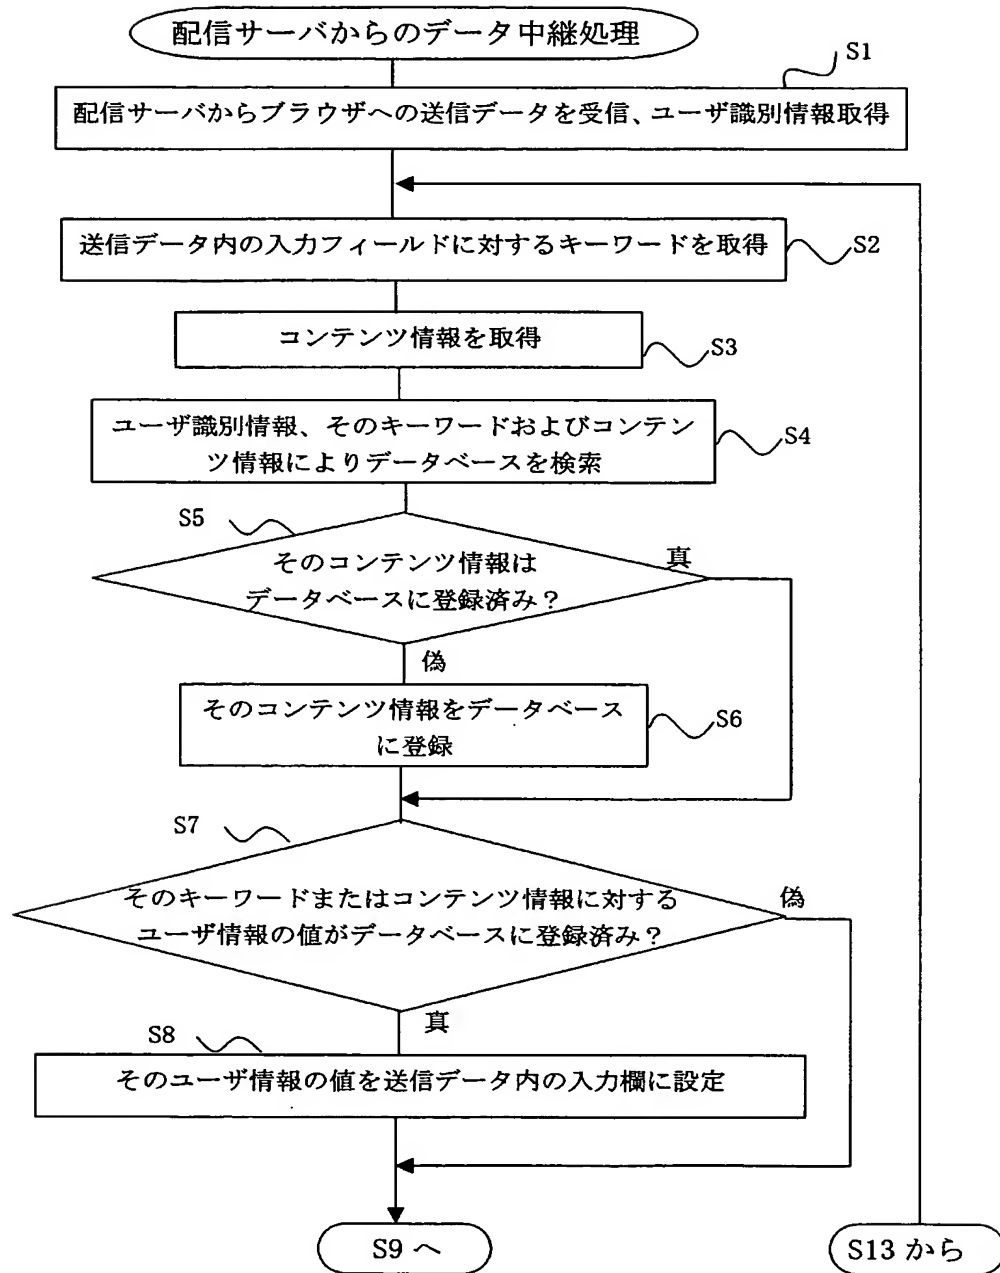 配信サーバからのデータ中継処理
S1
配信サーバからブラウザへの送信データを受信、ユーザ識別情報取得
送信データ内の入力フィールドに対するキーワードを取得
S2
コンテンツ情報を取得
S3
ユーザ識別情報、そのキーワードおよびコンテン
ツ情報によりデータベースを検索
S4
S5
そのコンテンツ情報は
データベースに登録済み？
真
偽
そのコンテンツ情報をデータベース
に登録
S6
S7
そのキーワードまたはコンテンツ情報に対する
ユーザ情報の値がデータベースに登録済み？
偽
真
S8
そのユーザ情報の値を送信データ内の入力欄に設定
S9 へ
S13 から